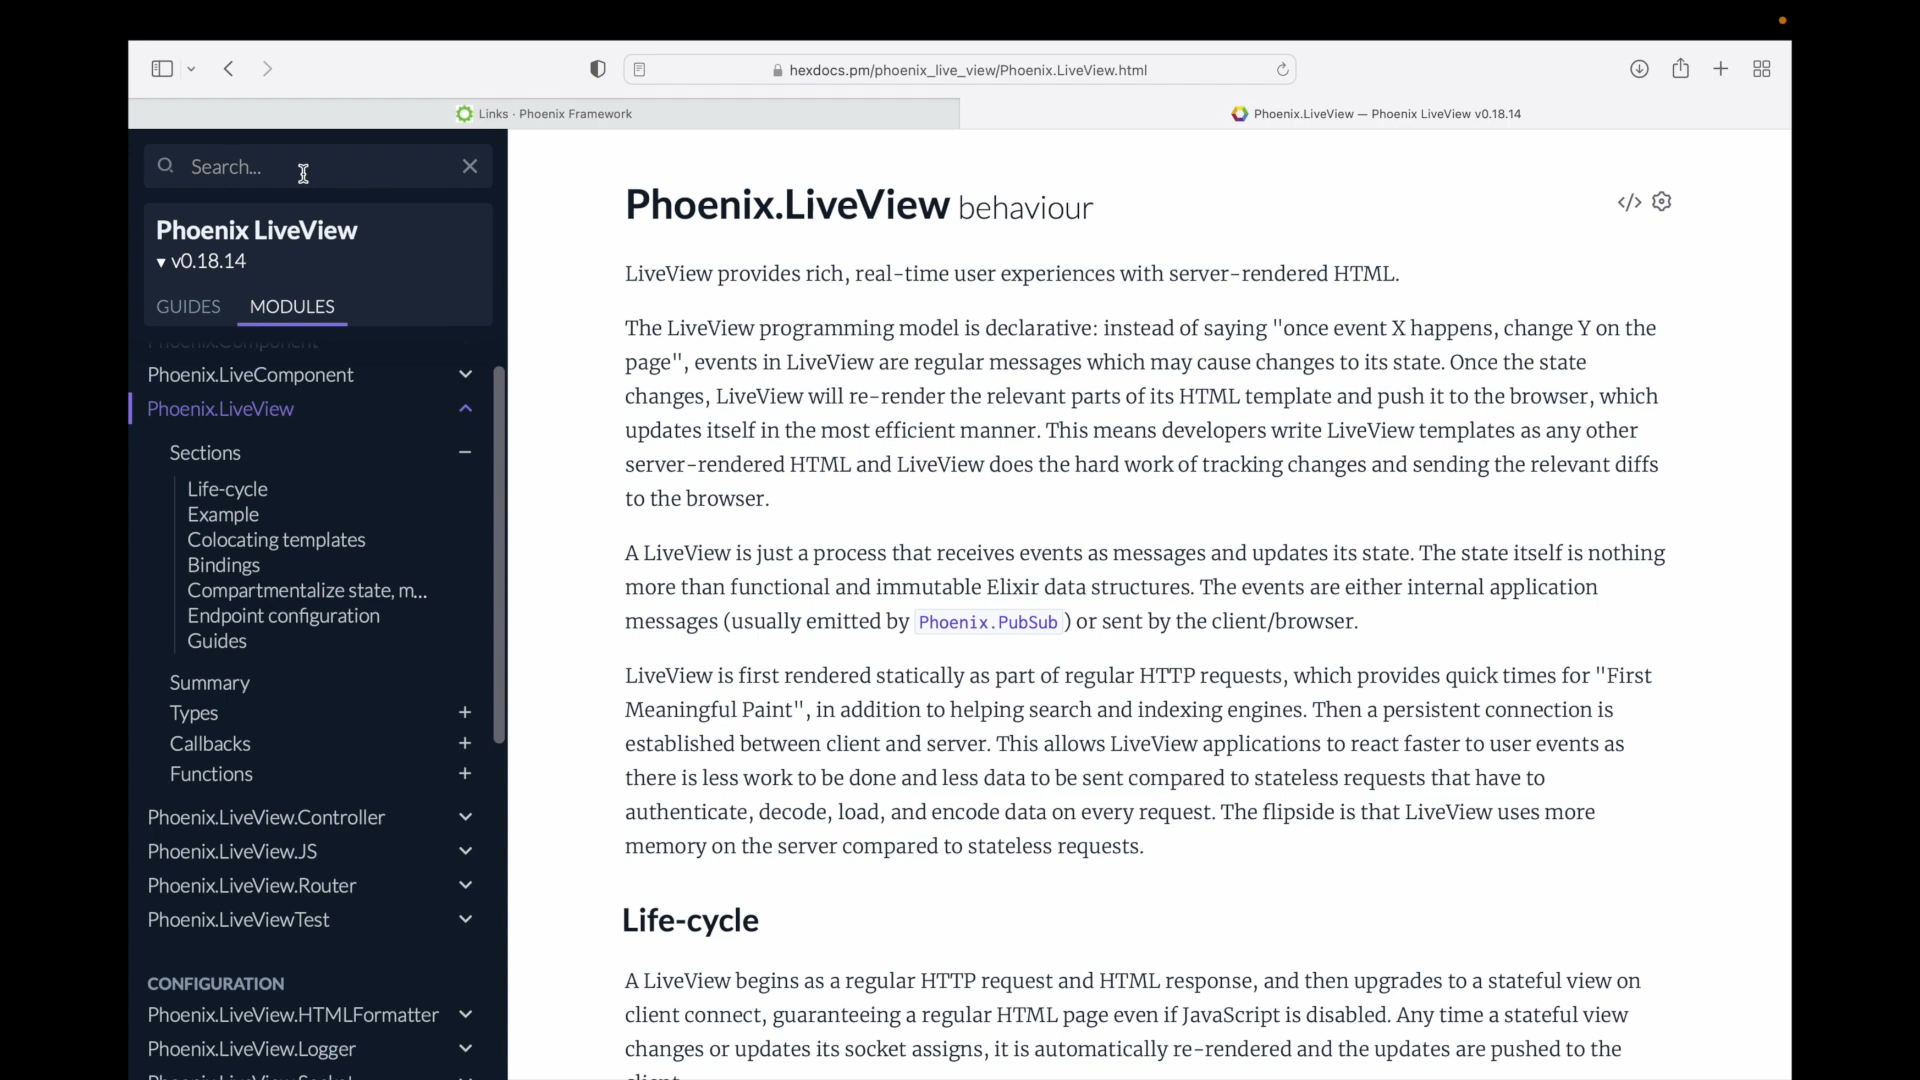 hexdocs.pm/phoenix_live_view/Phoenix.LiveView.html
Links · Phoenix Framework
Phoenix.LiveView — Phoenix LiveView v0.18.14
Search...
Phoenix LiveView
v0.18.14
GUIDES MODULES
Phoenix.Component
Phoenix.LiveComponent
Phoenix.LiveView
Sections
Life-cycle
Example
Colocating templates
Bindings
Compartmentalize state, m...
Endpoint configuration
Guides
Summary
Types
Callbacks
Functions
Phoenix.LiveView.Controller
Phoenix.LiveView.JS
Phoenix.LiveView.Router
Phoenix.LiveViewTest
CONFIGURATION
Phoenix.LiveView.HTMLFormatter
Phoenix.LiveView.Logger
Phoenix.LiveView behaviour
</>
LiveView provides rich, real-time user experiences with server-rendered HTML.
The LiveView programming model is declarative: instead of saying "once event X happens, change Y on the
page", events in LiveView are regular messages which may cause changes to its state. Once the state
changes, LiveView will re-render the relevant parts of its HTML template and push it to the browser, which
updates itself in the most efficient manner. This means developers write LiveView templates as any other
server-rendered HTML and LiveView does the hard work of tracking changes and sending the relevant diffs
to the browser.
A LiveView is just a process that receives events as messages and updates its state. The state itself is nothing
more than functional and immutable Elixir data structures. The events are either internal application
messages (usually emitted by Phoenix.PubSub) or sent by the client/browser.
LiveView is first rendered statically as part of regular HTTP requests, which provides quick times for "First
Meaningful Paint", in addition to helping search and indexing engines. Then a persistent connection is
established between client and server. This allows LiveView applications to react faster to user events as
there is less work to be done and less data to be sent compared to stateless requests that have to
authenticate, decode, load, and encode data on every request. The flipside is that LiveView uses more
memory on the server compared to stateless requests.
Life-cycle
A LiveView begins as a regular HTTP request and HTML response, and then upgrades to a stateful view on
client connect, guaranteeing a regular HTML page even if JavaScript is disabled. Any time a stateful view
changes or updates its socket assigns, it is automatically re-rendered and the updates are pushed to the